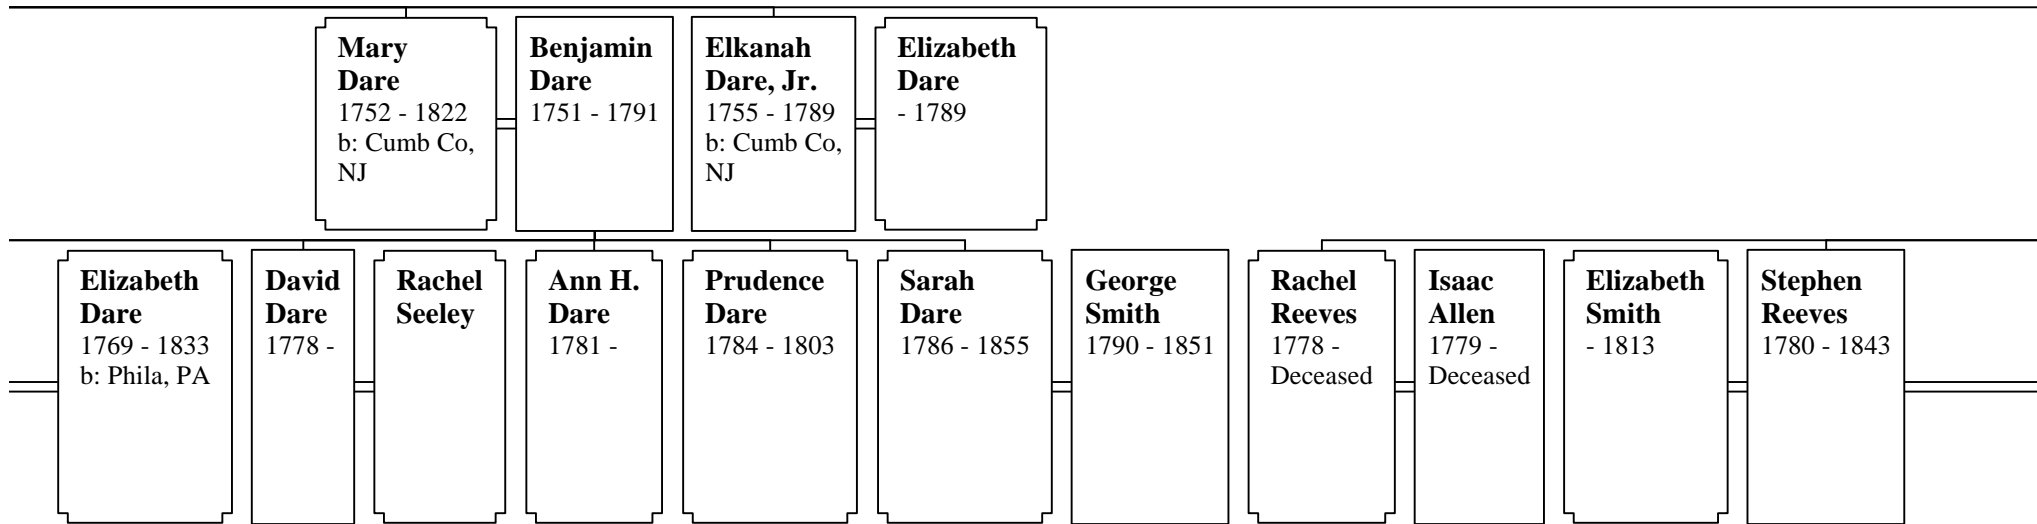 Mary
Dare
1752 - 1822
b: Cumb Co,
NJ
Benjamin
Dare
1751 - 1791
Elkanah
Dare, Jr.
1755 - 1789
b: Cumb Co,
NJ
Elizabeth
Dare
- 1789
Elizabeth
Dare
1769 - 1833
b: Phila, PA
David
Dare
1778 -
Rachel
Seeley
Ann H.
Dare
1781 -
Prudence
Dare
1784 - 1803
Sarah
Dare
1786 - 1855
George
Smith
1790 - 1851
Rachel
Reeves
1778 -
Deceased
Isaac
Allen
1779 -
Deceased
Elizabeth
Smith
- 1813
Stephen
Reeves
1780 - 1843